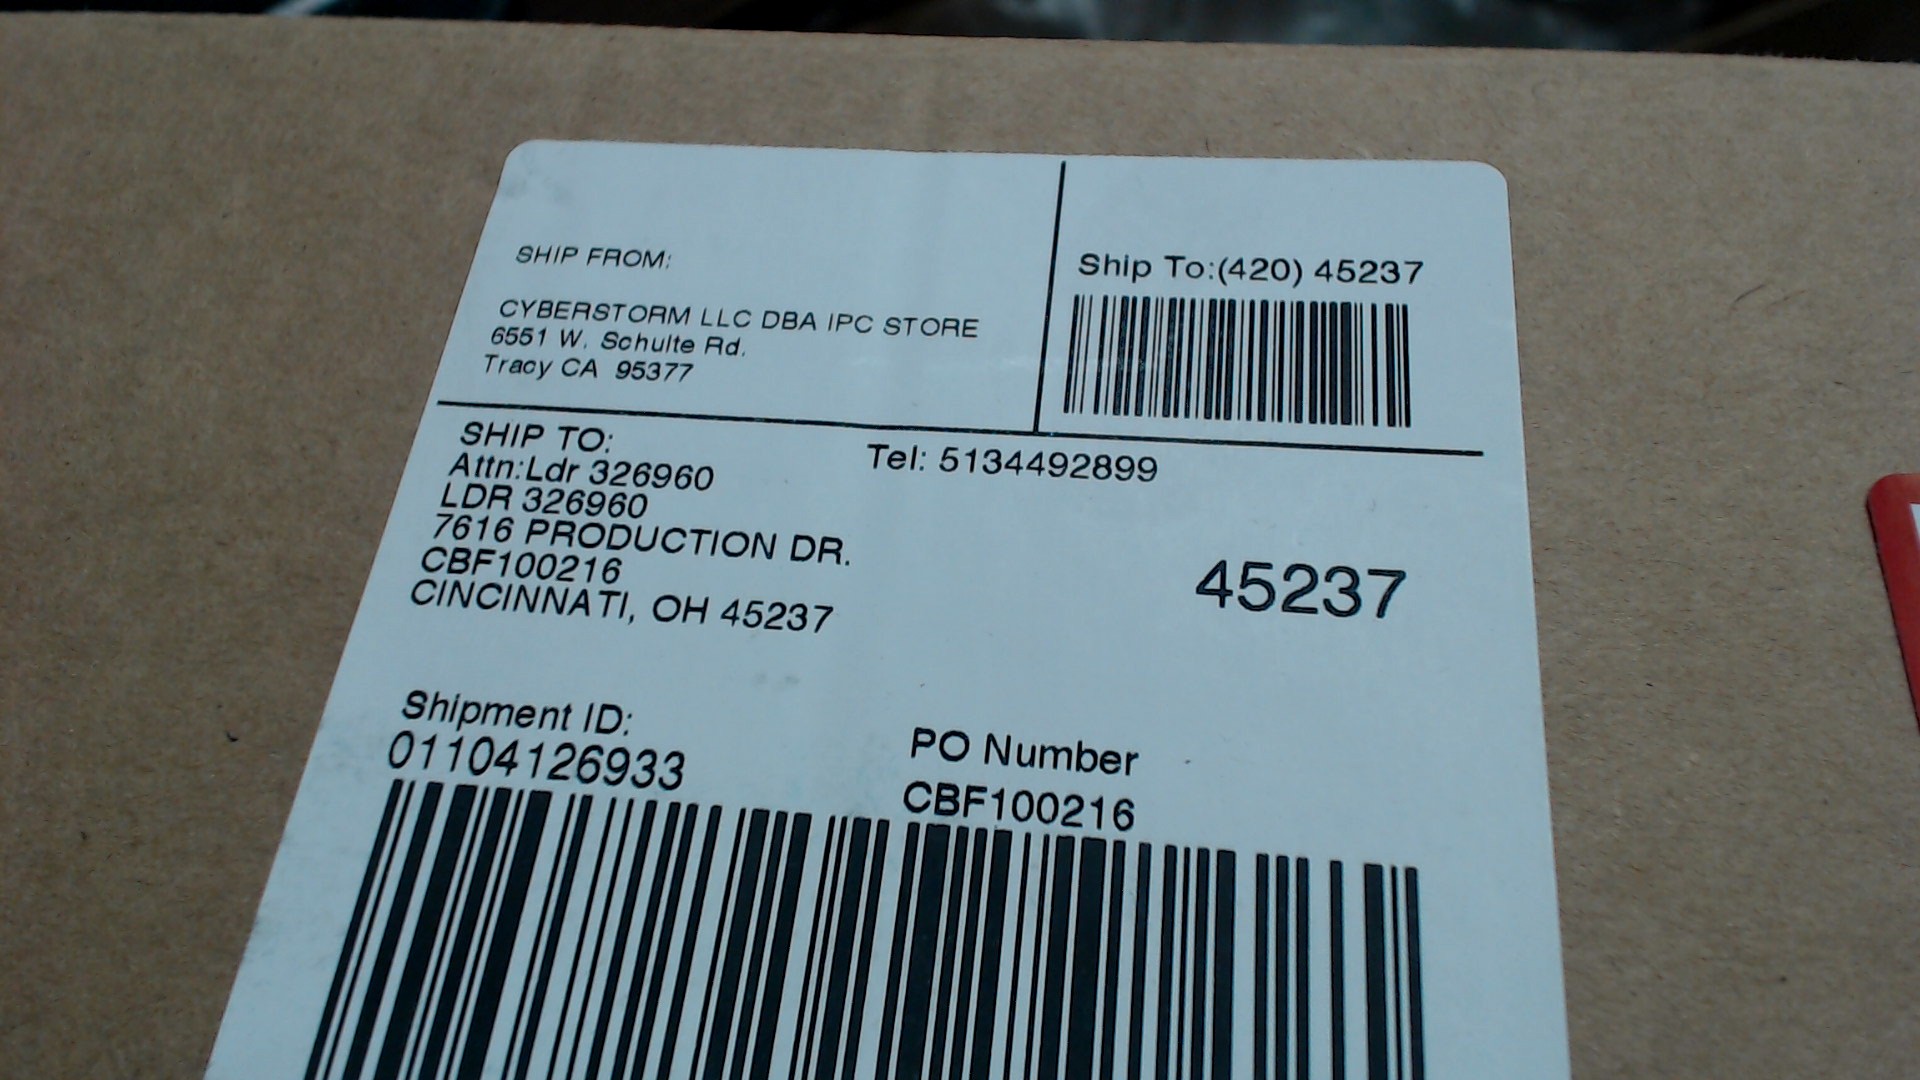 SHIP FROM:
CYBERSTORM LLC DBA IPC STORE
6551 W. Schulte Rd.
Tracy CA 95377
Ship To:(420) 45237
SHIP TO:
Attn:Ldr 326960
LDR 326960
7616 PRODUCTION DR.
CBF100216
CINCINNATI, OH 45237
Tel: 5134492899
45237
Shipment ID:
01104126933
PO Number
CBF100216